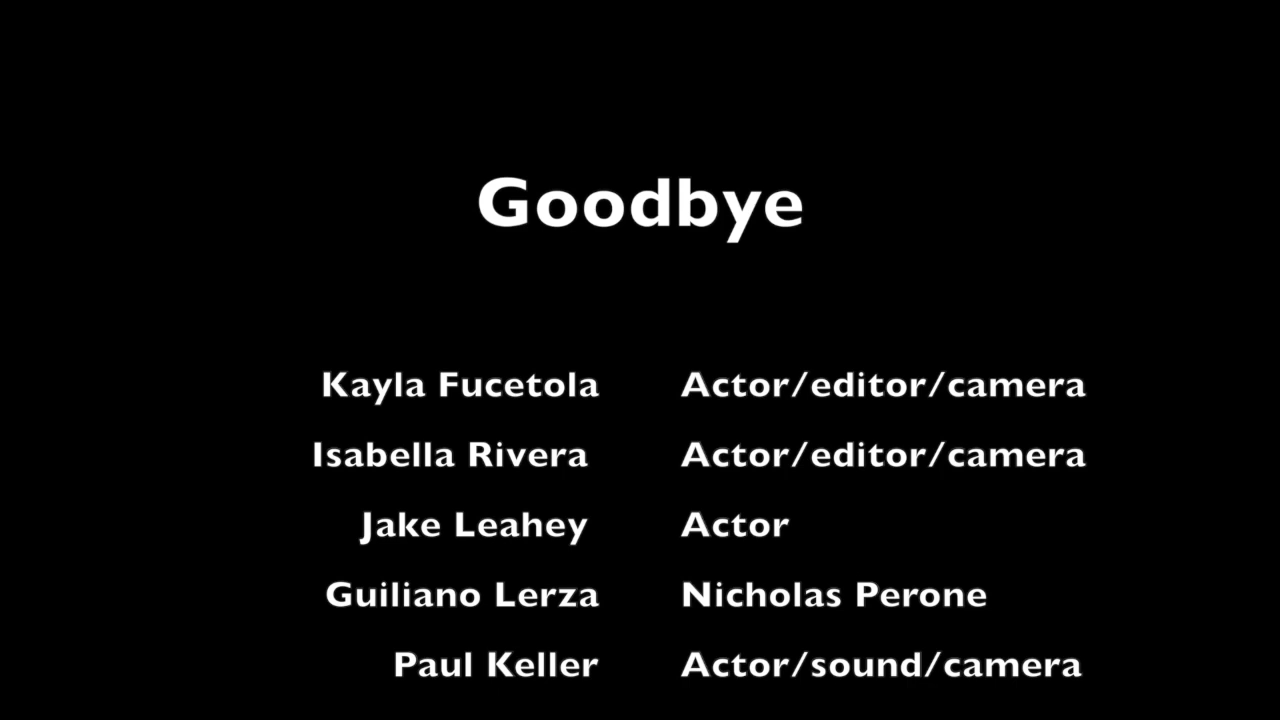 Goodbye
Kayla Fucetola Actor/editor/camera
Isabella Rivera Actor/editor/camera
Jake Leahey Actor
Guiliano Lerza Nicholas Perone
Paul Keller Actor/sound/camera